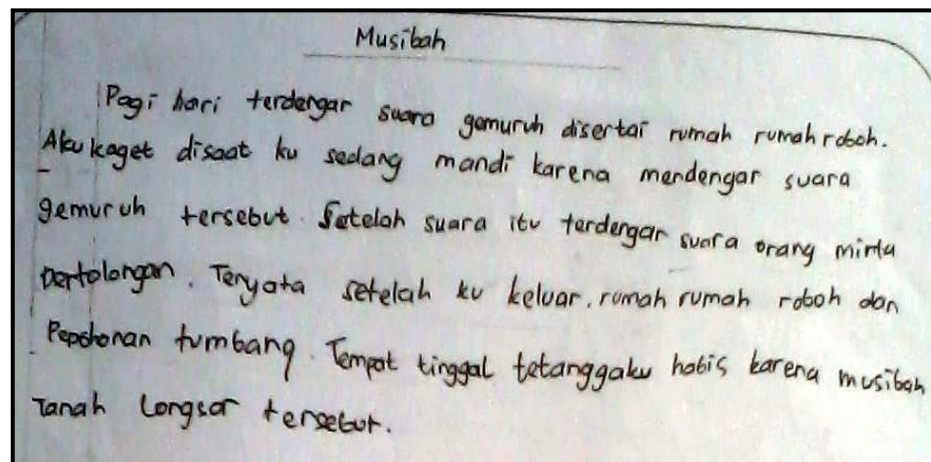 Musibah
Pagi hari terdengar suara gemuruh disertai rumah rumah roboh.
Aku kaget disaat ku sedang mandi karena mendengar suara
gemuruh tersebut. Setelah suara itu terdengar suara orang minta
pertolongan. Teryata setelah ku keluar. rumah rumah roboh dan
Pepohonan tumbang. Tempat tinggal tetanggaku habis karena musibah
Tanah Longsor tersebut.